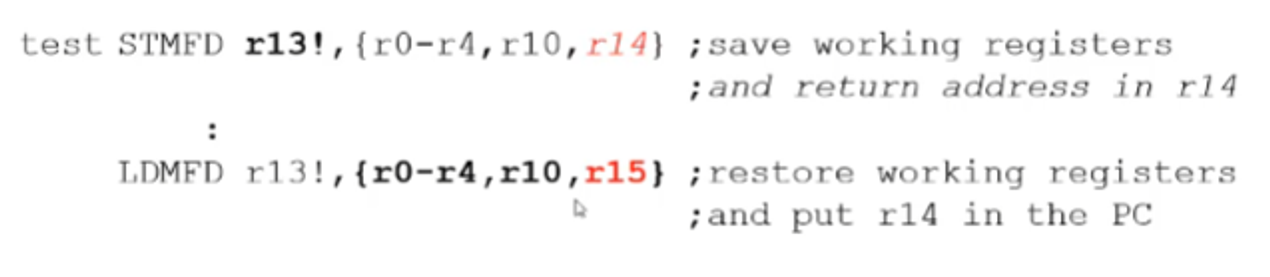 test STMFD r13!,{r0-r4,r10,r14} ;save working registers
;and return address in r14
:
LDMFD r13!,{r0-r4,r10,r15} ;restore working registers
;and put r14 in the PC